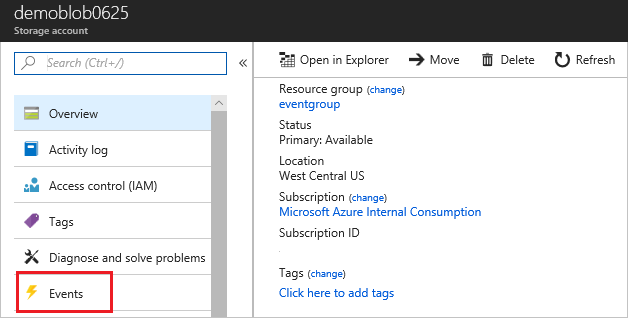 demoblob0625
Storage account
Search (Ctrl+/)
Overview
Activity log
Access control (IAM)
Tags
Diagnose and solve problems
Events
Open in Explorer
Move
Delete
Refresh
Resource group (change)
eventgroup
Status
Primary: Available
Location
West Central US
Subscription (change)
Microsoft Azure Internal Consumption
Subscription ID
Tags (change)
Click here to add tags